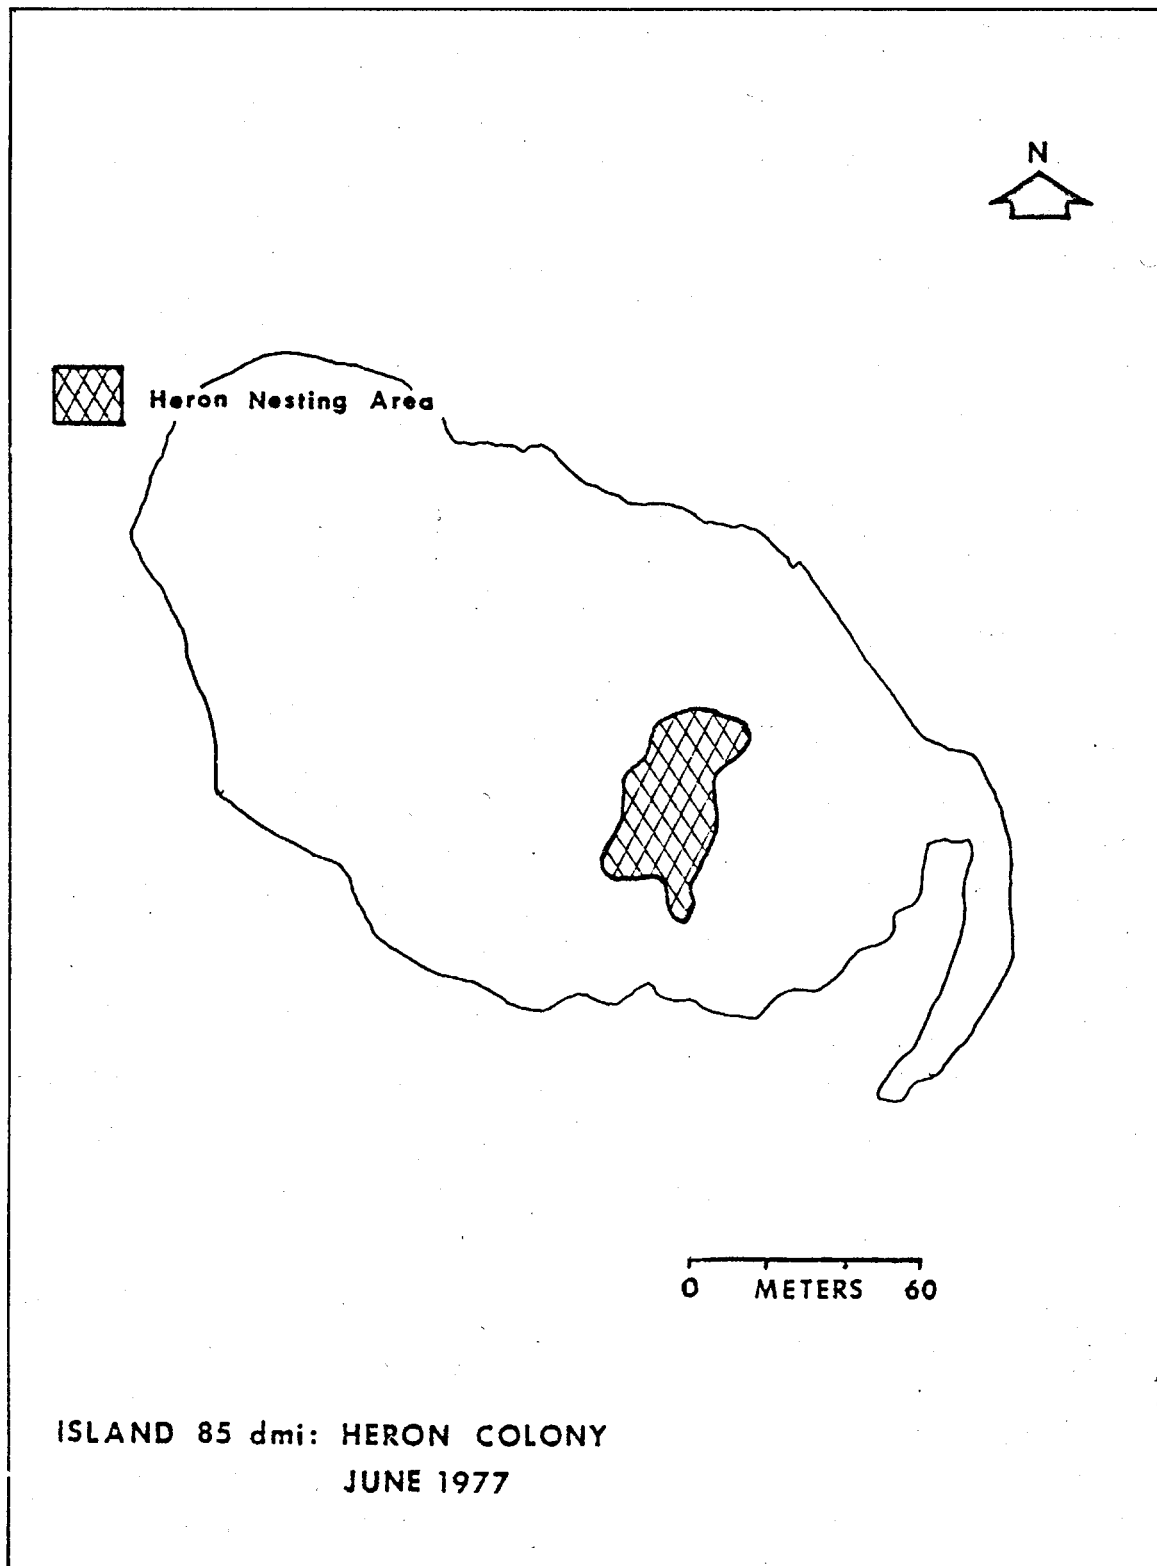 N
Heron Nesting Area
0 METERS 60
ISLAND 85 dmi: HERON COLONY
JUNE 1977